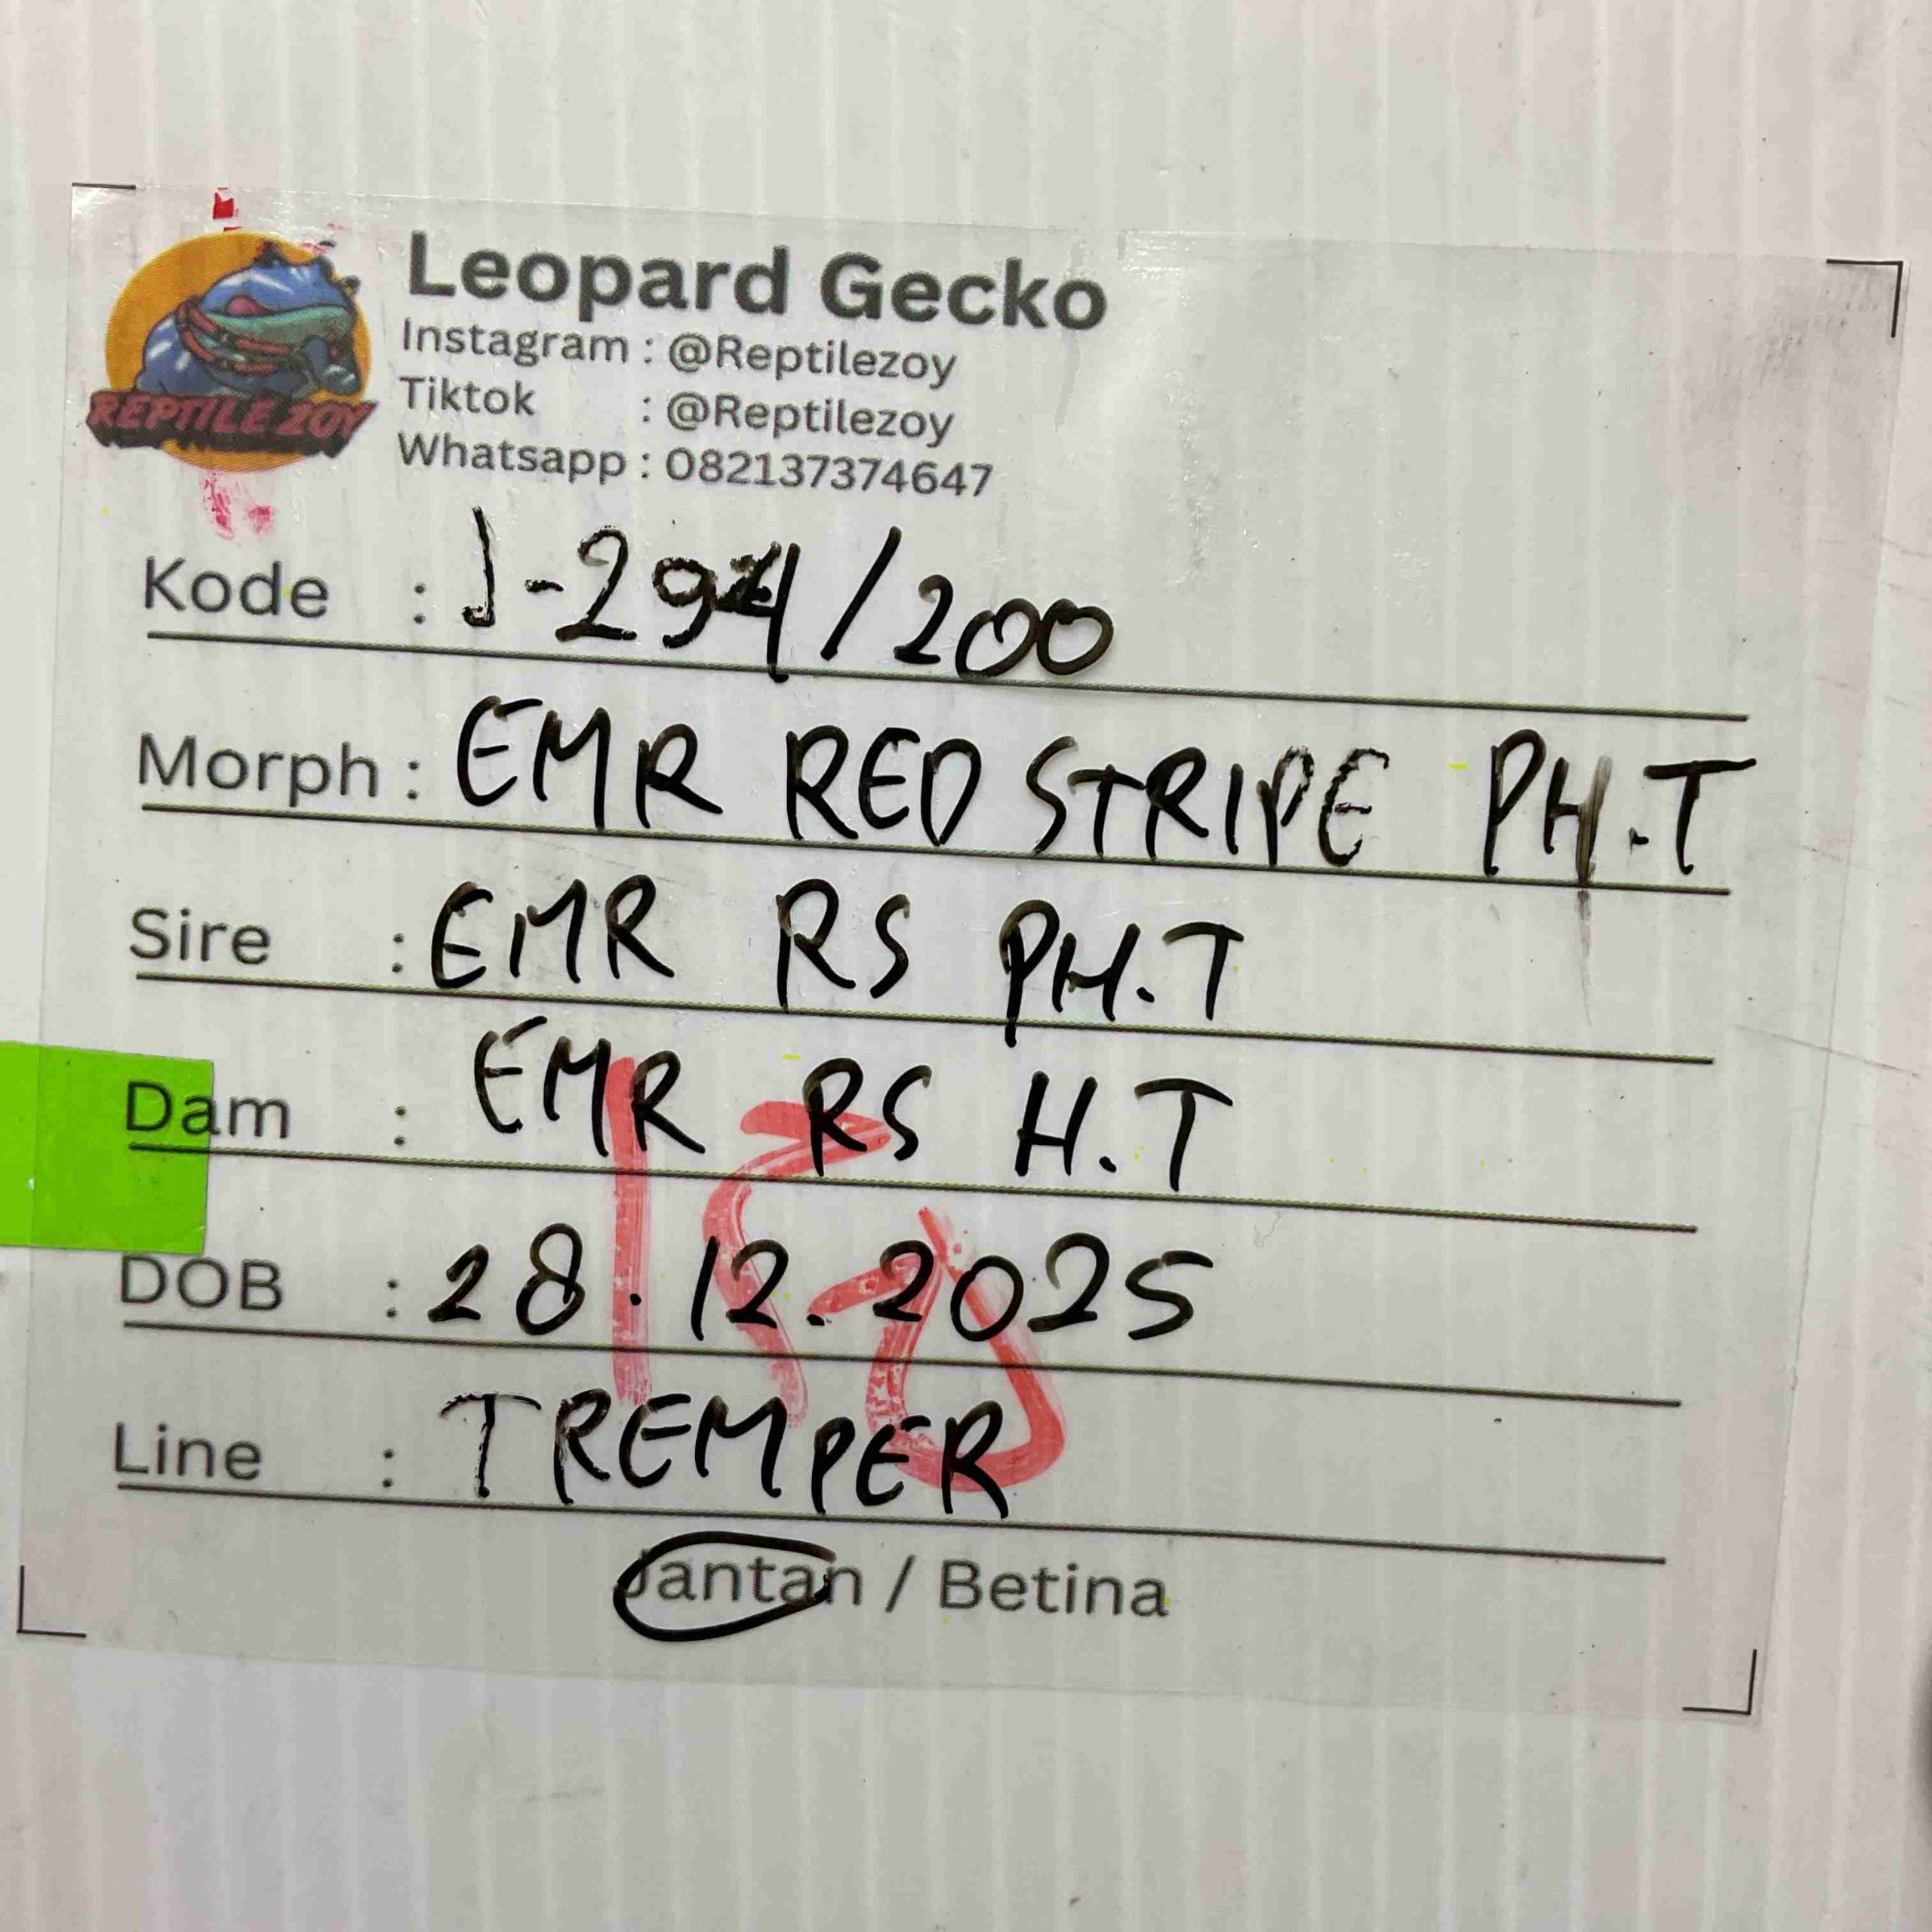 REPTILE ZOY
Leopard Gecko
Instagram : @Reptilezoy
Tiktok : @Reptilezoy
Whatsapp : 082137374647
Kode : J-294/200
Morph : EMR RED STRIPE PH.T
Sire : EMR RS PH.T
Dam : EMR RS H.T
DOB : 28.12.2025
Line : TREMPER
Jantan / Betina